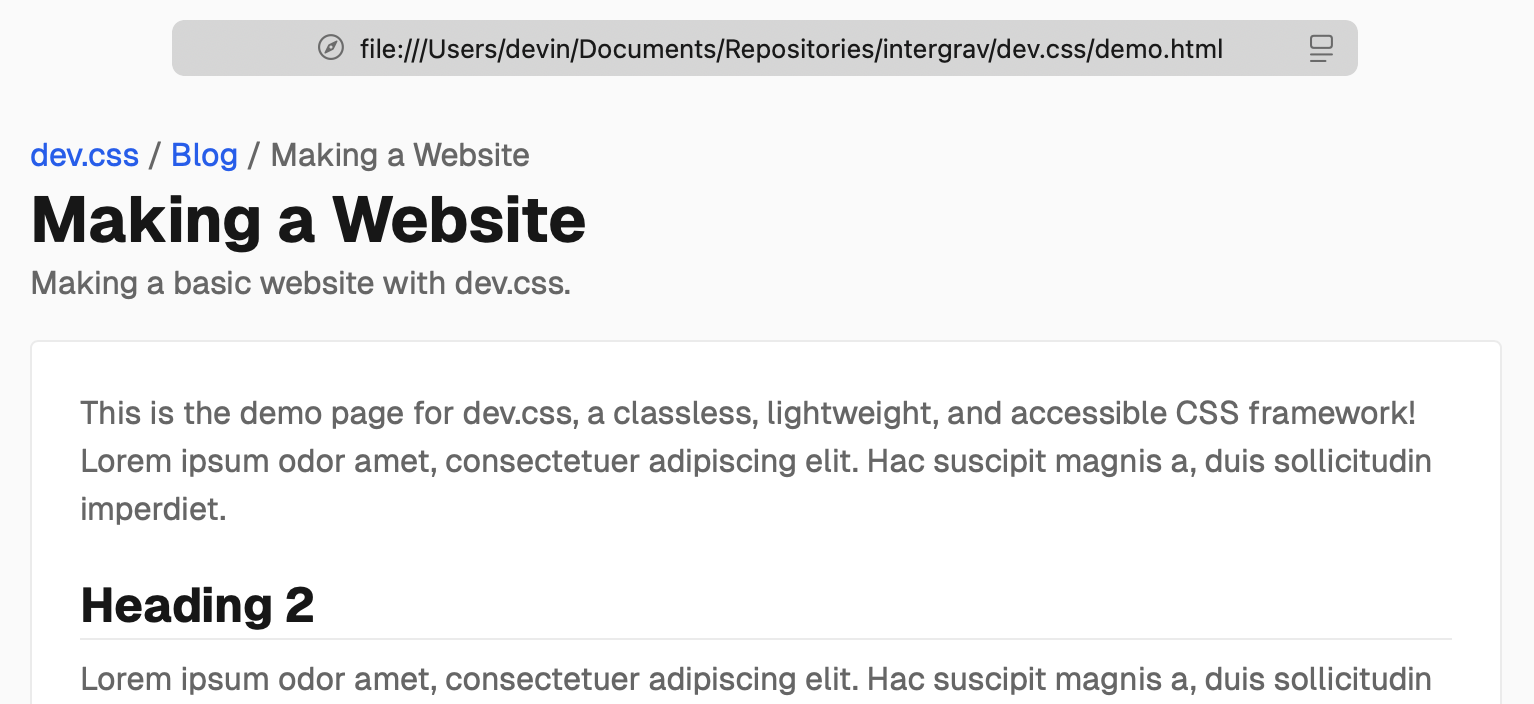 file:///Users/devin/Documents/Repositories/intergrav/dev.css/demo.html
dev.css / Blog / Making a Website
Making a Website
Making a basic website with dev.css.
This is the demo page for dev.css, a classless, lightweight, and accessible CSS framework!
Lorem ipsum odor amet, consectetuer adipiscing elit. Hac suscipit magnis a, duis sollicitudin
imperdiet.
Heading 2
Lorem ipsum odor amet, consectetuer adipiscing elit. Hac suscipit magnis a, duis sollicitudin